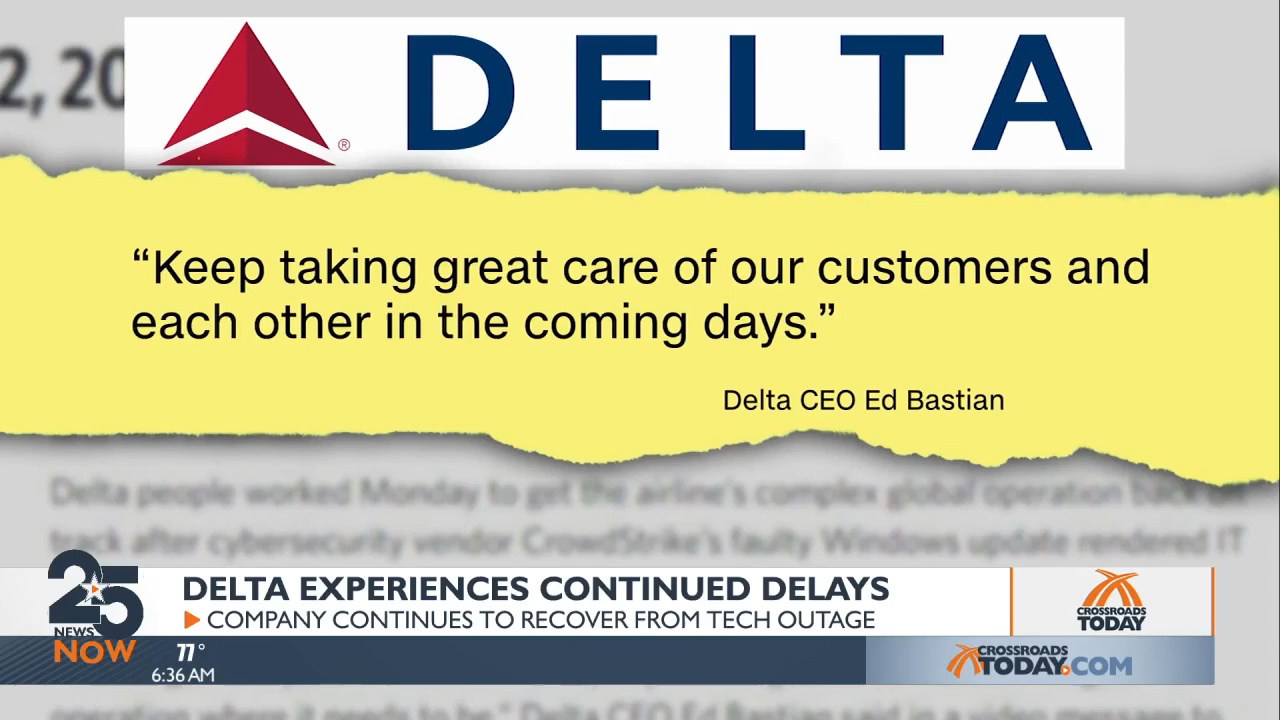 2, 20
DELTA
®
“Keep taking great care of our customers and
each other in the coming days.”
Delta CEO Ed Bastian
Delta people worked Monday to get the airline's complex global operation back on
track after cybersecurity vendor CrowdStrike's faulty Windows update rendered IT
25
NEWS
NOW
DELTA EXPERIENCES CONTINUED DELAYS
COMPANY CONTINUES TO RECOVER FROM TECH OUTAGE
CROSSROADS
TODAY
77°
6:36 AM
CROSSROADS
TODAY.COM
operation where it needs to be," Delta CEO Ed Bastian said in a video message to